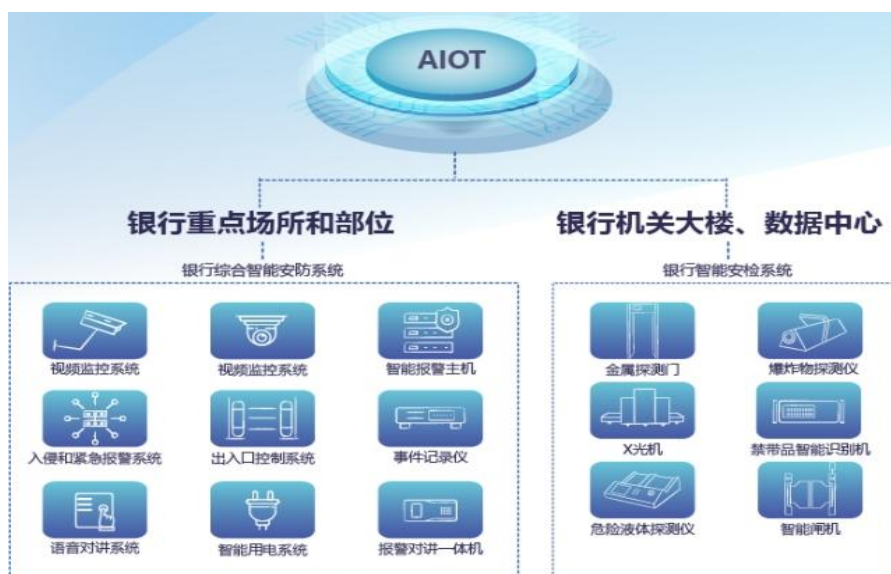 AIOT
银行重点场所和部位
银行机关大楼、数据中心
银行综合智能安防系统
银行智能安检系统
视频监控系统
视频监控系统
智能报警主机
金属探测门
爆炸物探测仪
入侵和紧急报警系统
出入口控制系统
事件记录仪
X光机
禁带品智能识别机
语音对讲系统
智能用电系统
报警对讲一体机
危险液体探测仪
智能闸机